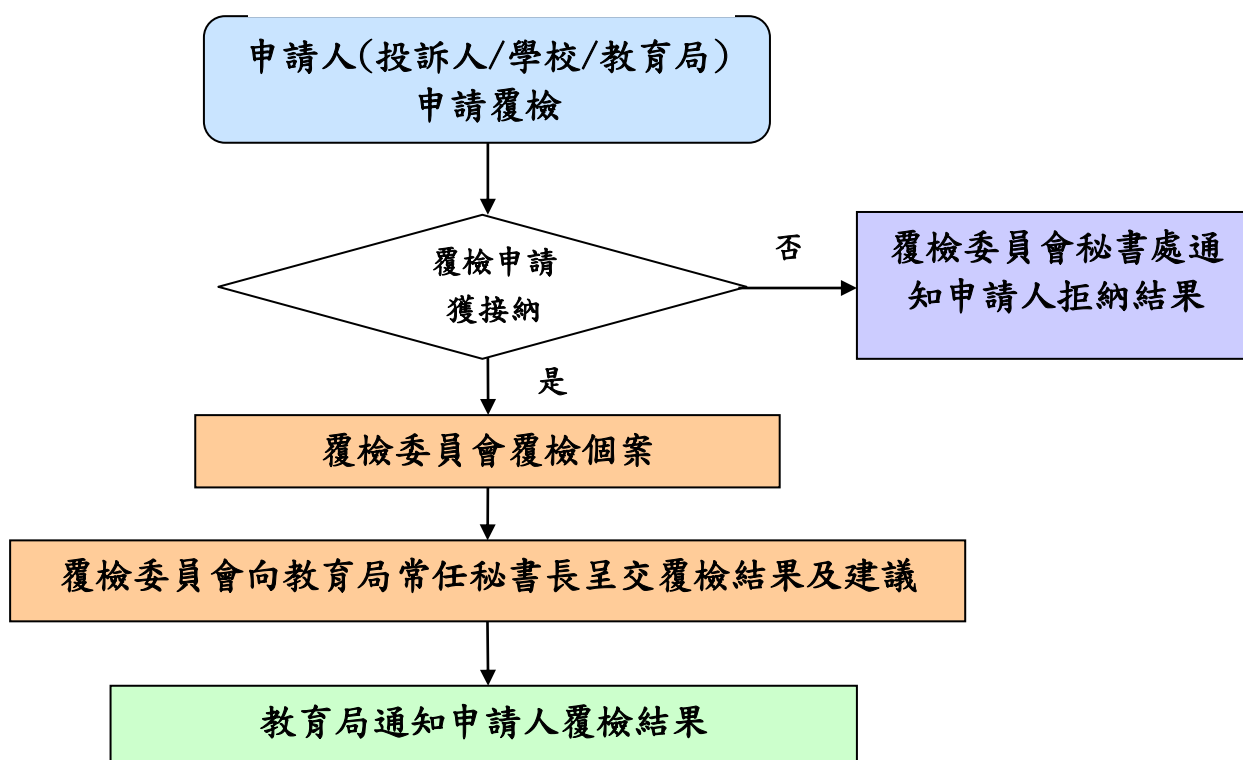 申請人(投訴人/學校/教育局)
申請覆檢
覆檢申請
獲接納
否
覆檢委員會秘書處通
知申請人拒納結果
是
覆檢委員會覆檢個案
覆檢委員會向教育局常任秘書長呈交覆檢結果及建議
教育局通知申請人覆檢結果